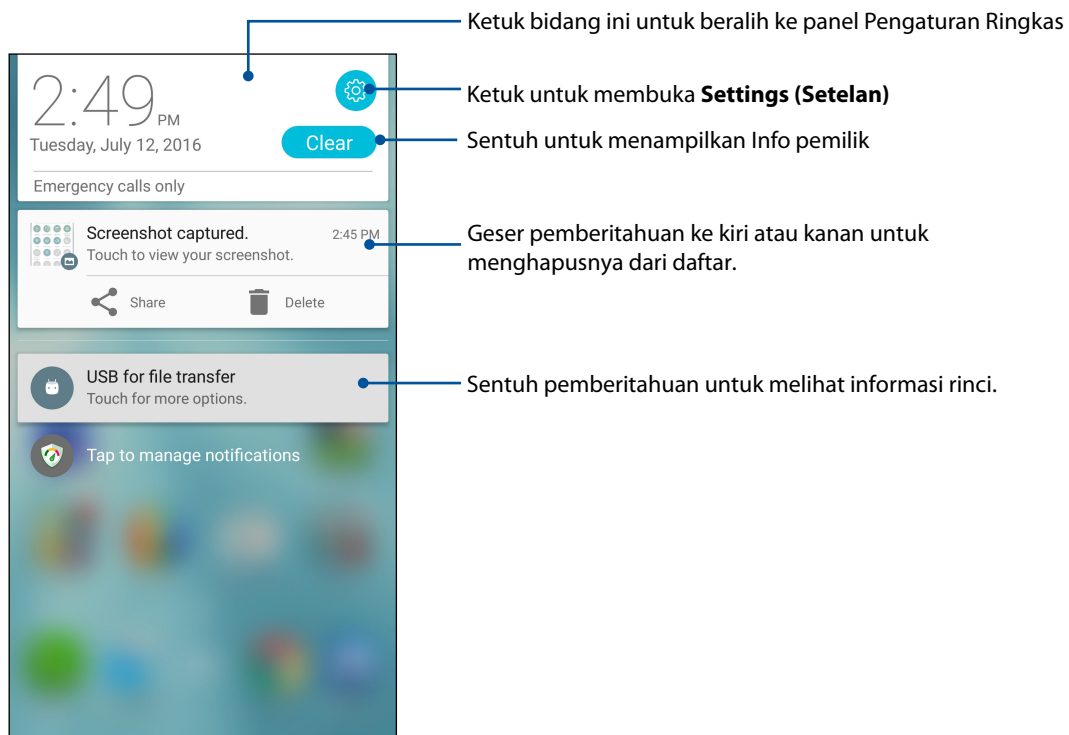 Ketuk bidang ini untuk beralih ke panel Pengaturan Ringkas
2:49 PM
Tuesday, July 12, 2016
Ketuk untuk membuka Settings (Setelan)
Clear
Sentuh untuk menampilkan Info pemilik
Emergency calls only
Screenshot captured.
2:45 PM
Touch to view your screenshot.
Geser pemberitahuan ke kiri atau kanan untuk
menghapusnya dari daftar.
Share
Delete
USB for file transfer
Touch for more options.
Sentuh pemberitahuan untuk melihat informasi rinci.
Tap to manage notifications